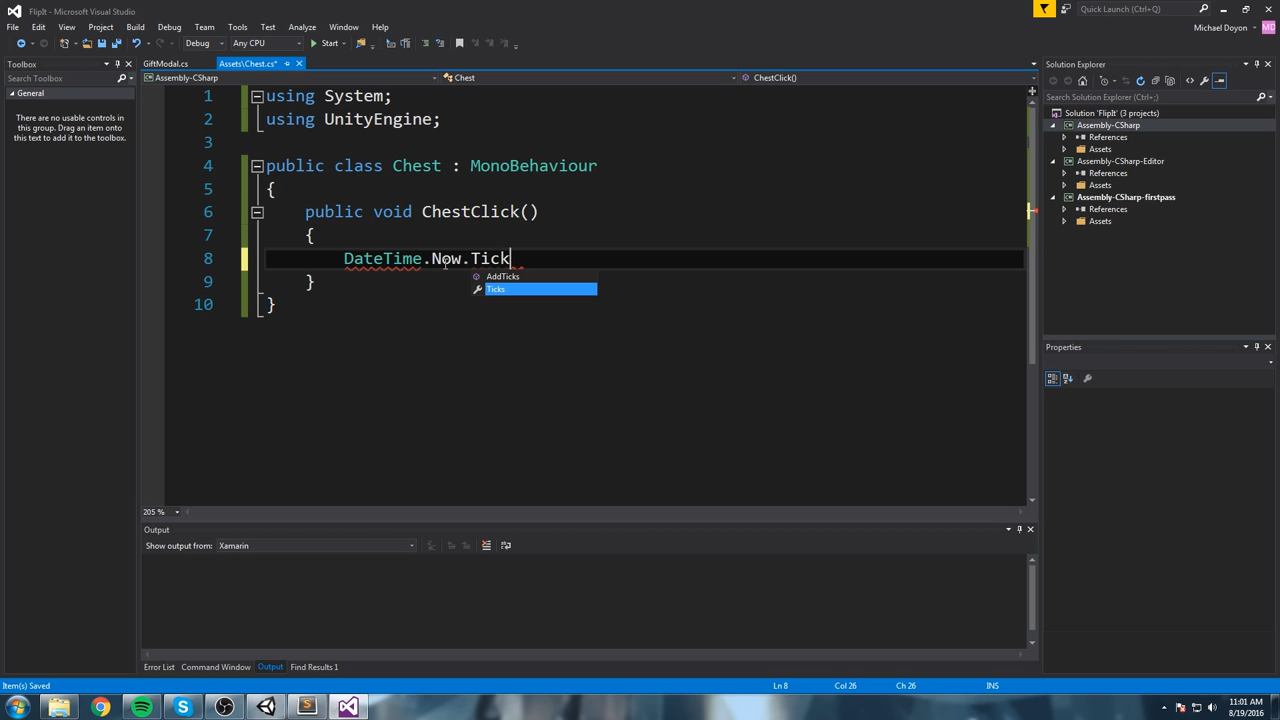 FlipIt - Microsoft Visual Studio
Quick Launch (Ctrl+Q)
File Edit View Project Build Debug Team Tools Test Analyze Window Help
Michael Doyon MD
Debug Any CPU Start
Toolbox
Search Toolbox
General
There are no usable controls in
this group. Drag an item onto
this text to add it to the toolbox.
GiftModal.cs Assets\Chest.cs*
Assembly-CSharp Chest ChestClick()
1 using System;
2 using UnityEngine;
3
4 public class Chest : MonoBehaviour
5 {
6 public void ChestClick()
7 {
8 DateTime.Now.Tick
AddTicks
Ticks
9 }
10 }
205 %
Output
Show output from: Xamarin
Error List Command Window Output Find Results 1
Solution Explorer
Search Solution Explorer (Ctrl+;)
Solution 'FlipIt' (3 projects)
Assembly-CSharp
References
Assets
Assembly-CSharp-Editor
References
Assets
Assembly-CSharp-firstpass
References
Assets
Properties
Item(s) Saved Ln 8 Col 26 Ch 26 INS
11:01 AM
8/19/2016